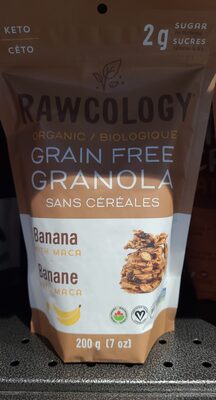 KETO
CÉTO
2g SUGAR
SUCRES
RAWCOLOGY
ORGANIC / BIOLOGIQUE
GRAIN FREE
GRANOLA
SANS CÉRÉALES
Banana
WITH MACA
Banane
MACA
200 g (7 oz)